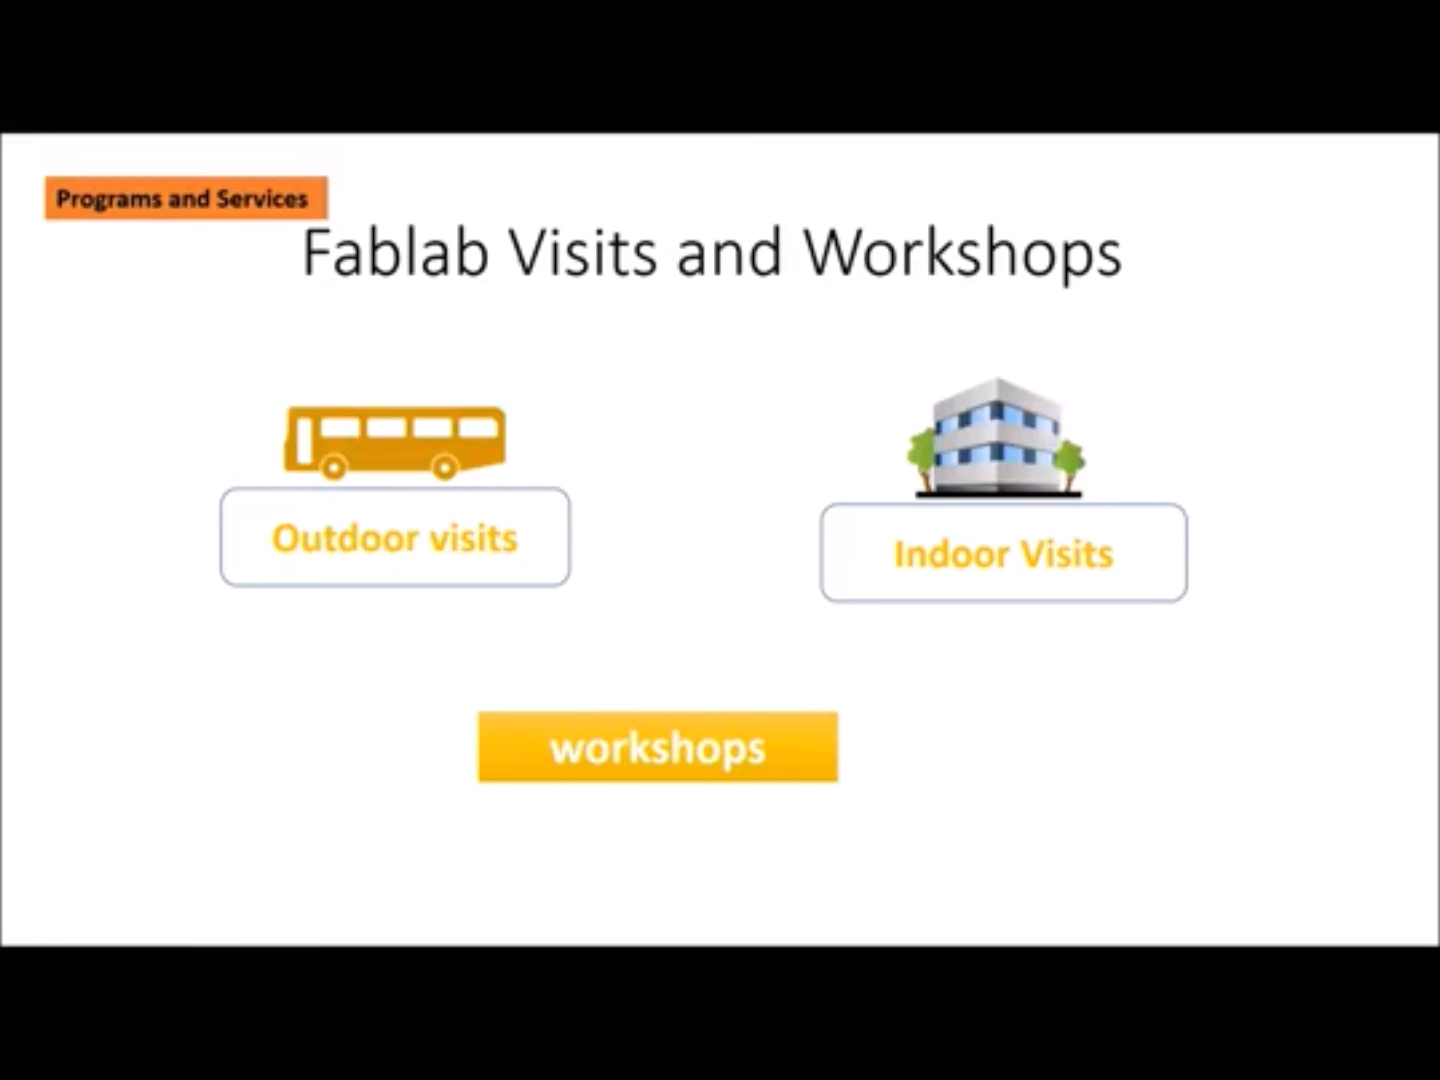 Programs and Services
Fablab Visits and Workshops
Outdoor visits
Indoor Visits
workshops